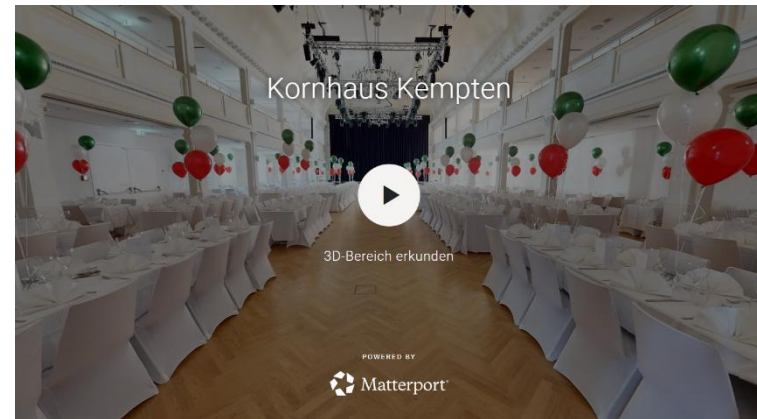 Kornhaus Kempten
3D-Bereich erkunden
POWERED BY
Matterport®